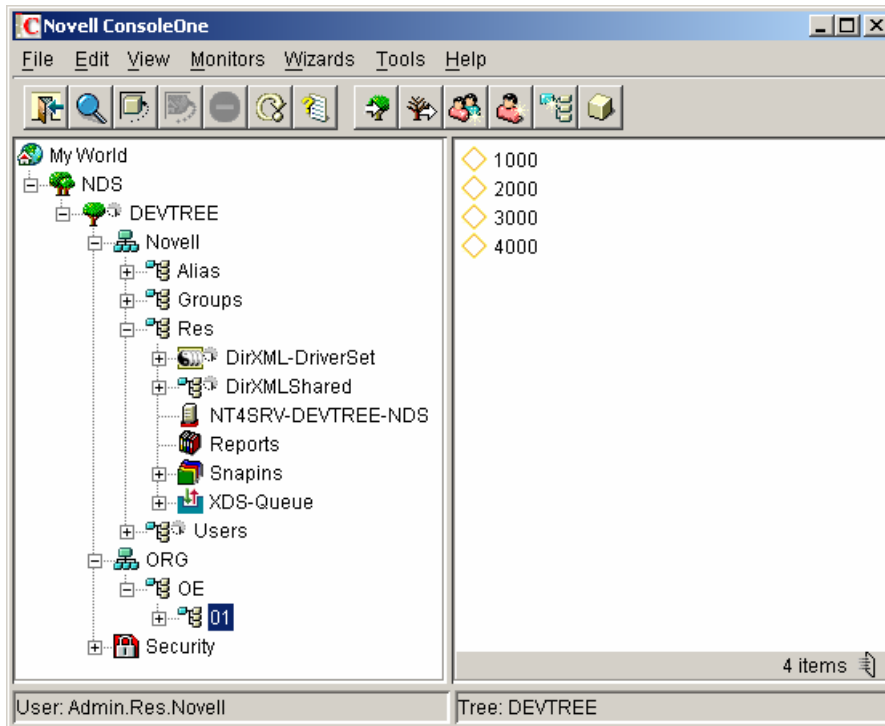 Novell ConsoleOne
File Edit View Monitors Wizards Tools Help
My World
NDS
DEVTREE
Novell
Alias
Groups
Res
DirXML-DriverSet
DirXMLShared
NT4SRV-DEVTREE-NDS
Reports
Snapins
XDS-Queue
Users
ORG
OE
01
Security
1000
2000
3000
4000
4 items
User: Admin.Res.Novell
Tree: DEVTREE